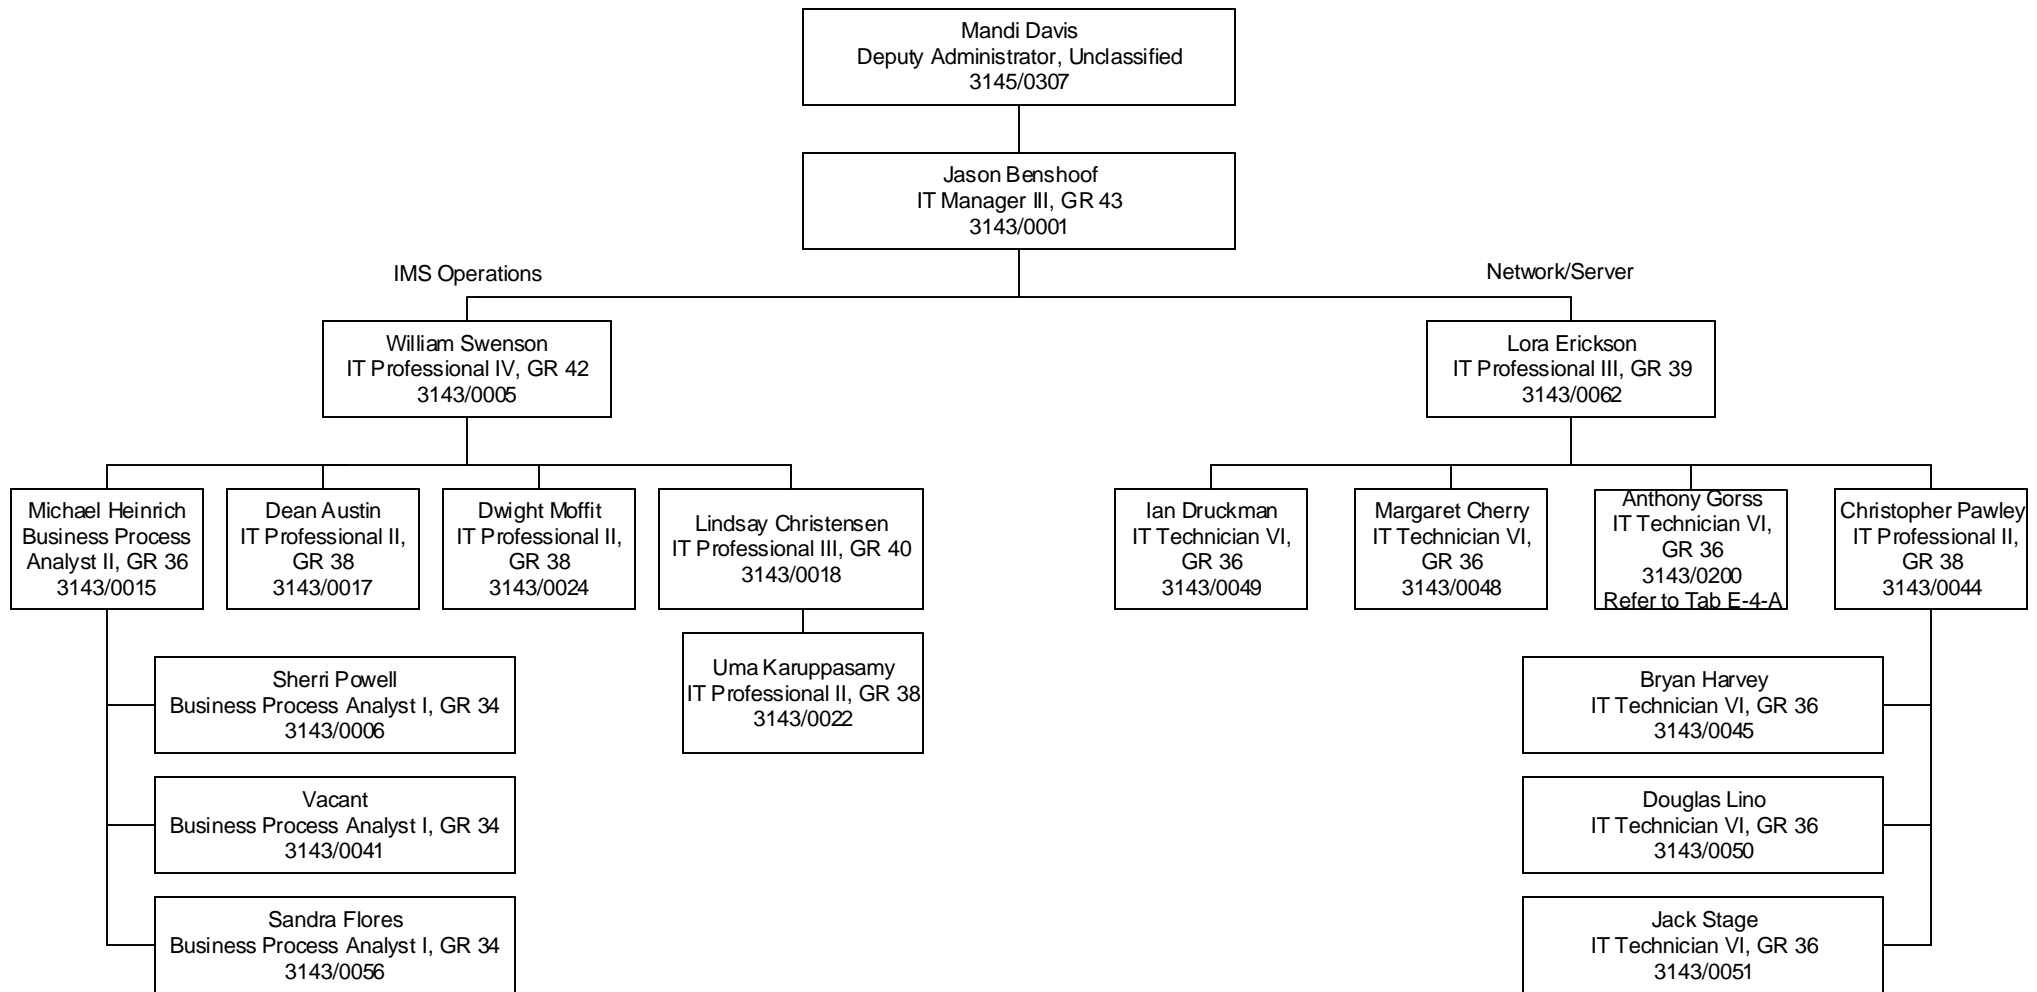 Mandi Davis
Deputy Administrator, Unclassified
3145/0307
Jason Benshoof
IT Manager III, GR 43
3143/0001
IMS Operations
Network/Server
William Swenson
IT Professional IV, GR 42
3143/0005
Lora Erickson
IT Professional III, GR 39
3143/0062
Michael Heinrich
Business Process
Analyst II, GR 36
3143/0015
Dean Austin
IT Professional II,
GR 38
3143/0017
Dwight Moffit
IT Professional II,
GR 38
3143/0024
Lindsay Christensen
IT Professional III, GR 40
3143/0018
Ian Druckman
IT Technician VI,
GR 36
3143/0049
Margaret Cherry
IT Technician VI,
GR 36
3143/0048
Anthony Gorss
IT Technician VI,
GR 36
3143/0200
Refer to Tab E-4-A
Christopher Pawley
IT Professional II,
GR 38
3143/0044
Sherri Powell
Business Process Analyst I, GR 34
3143/0006
Vacant
Business Process Analyst I, GR 34
3143/0041
Sandra Flores
Business Process Analyst I, GR 34
3143/0056
Uma Karuppasamy
IT Professional II, GR 38
3143/0022
Bryan Harvey
IT Technician VI, GR 36
3143/0045
Douglas Lino
IT Technician VI, GR 36
3143/0050
Jack Stage
IT Technician VI, GR 36
3143/0051